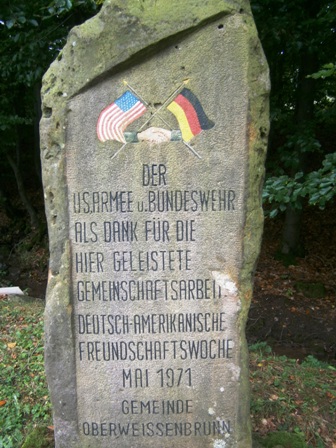 DER
US.ARMEE u. BUNDESWEHR
ALS DANK FÜR DIE
HIER GELEISTETE
GEMEINSCHAFTSARBEIT
DEUTSCH-AMERIKANISCHE
FREUNDSCHAFTSWOCHE
MAI 1971
GEMEINDE
OBERWEISSENBRUNN